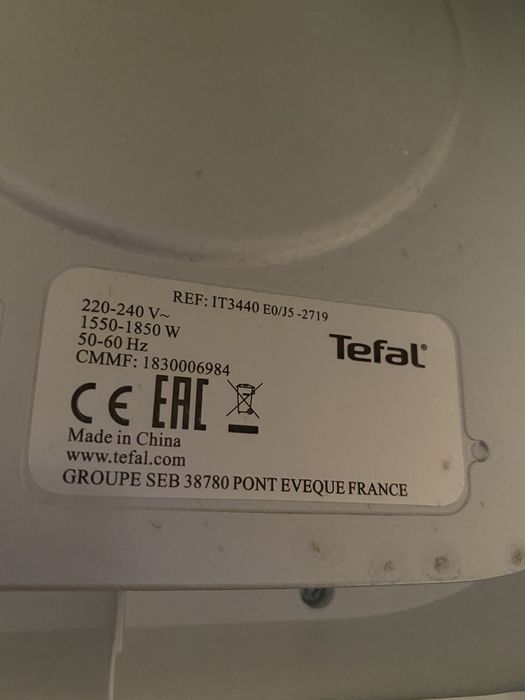 REF: IT3440 E0/J5 -2719
220-240 V~
1550-1850 W
50-60 Hz
CMMF: 1830006984
Tefal®
CE EAC
Made in China
www.tefal.com
GROUPE SEB 38780 PONT EVEQUE FRANCE